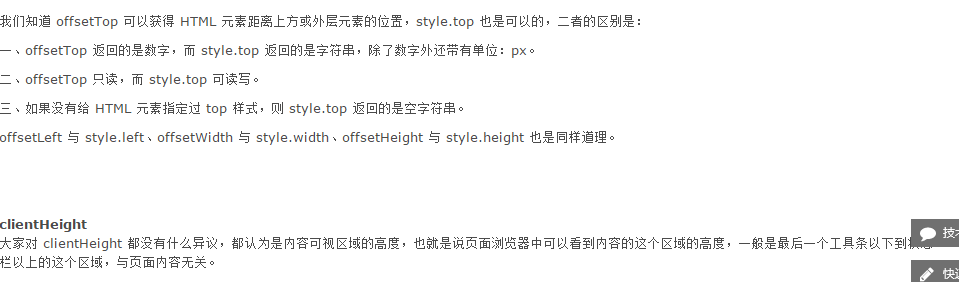 我们知道 offsetTop 可以获得 HTML 元素距离上方或外层元素的位置，style.top 也是可以的，二者的区别是：
一、offsetTop 返回的是数字，而 style.top 返回的是字符串，除了数字外还带有单位：px。
二、offsetTop 只读，而 style.top 可读写。
三、如果没有给 HTML 元素指定过 top 样式，则 style.top 返回的是空字符串。
offsetLeft 与 style.left、offsetWidth 与 style.width、offsetHeight 与 style.height 也是同样道理。
clientHeight
大家对 clientHeight 都没有什么异议，都认为是内容可视区域的高度，也就是说页面浏览器中可以看到内容的这个区域的高度，一般是最后一个工具条以下到状态
栏以上的这个区域，与页面内容无关。
技
快